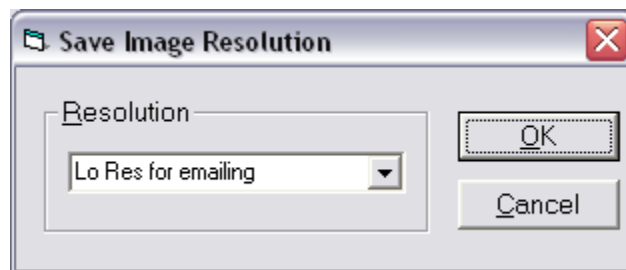 Save Image Resolution
Resolution
Lo Res for emailing
OK
Cancel